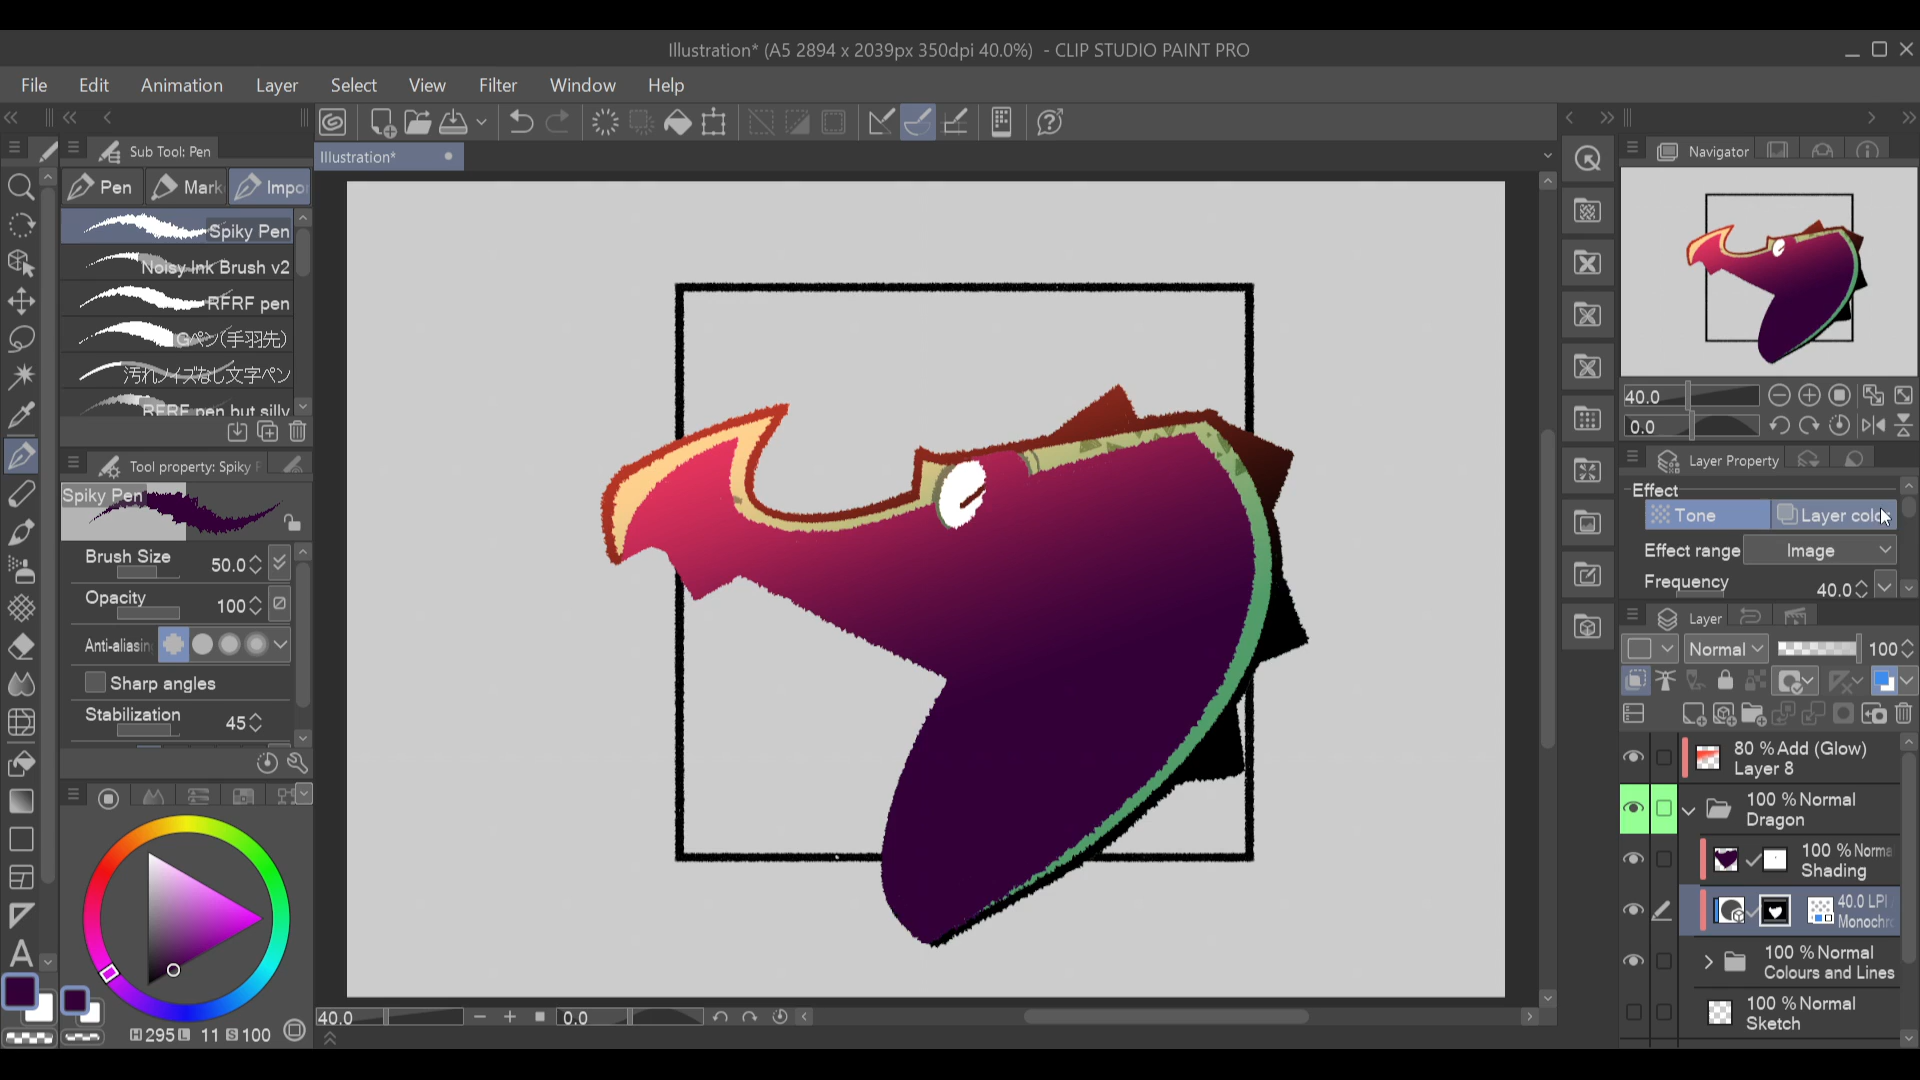 Illustration* (A5 2894 x 2039px 350dpi 40.0%) - CLIP STUDIO PAINT PRO
File Edit Animation Layer Select View Filter Window Help
Sub Tool: Pen
Pen Mark Impo
Spiky Pen
Noisy Ink Brush v2
RFRF pen
Gペン(手羽先)
汚れノイズなし文字ペン
RFRF pen but silly
Tool property: Spiky P
Spiky Pen
Brush Size 50.0
Opacity 100
Anti-aliasin
Sharp angles
Stabilization 45
H 295 L 11 S 100
Illustration*
40.0 0.0
Navigator
40.0
0.0
Layer Property
Effect
Tone Layer colo
Effect range Image
Frequency 40.0
Layer
Normal 100
80 % Add (Glow)
Layer 8
100 % Normal
Dragon
100 % Norma
Shading
40.0 LPI
Monochr
100 % Normal
Colours and Lines
100 % Normal
Sketch